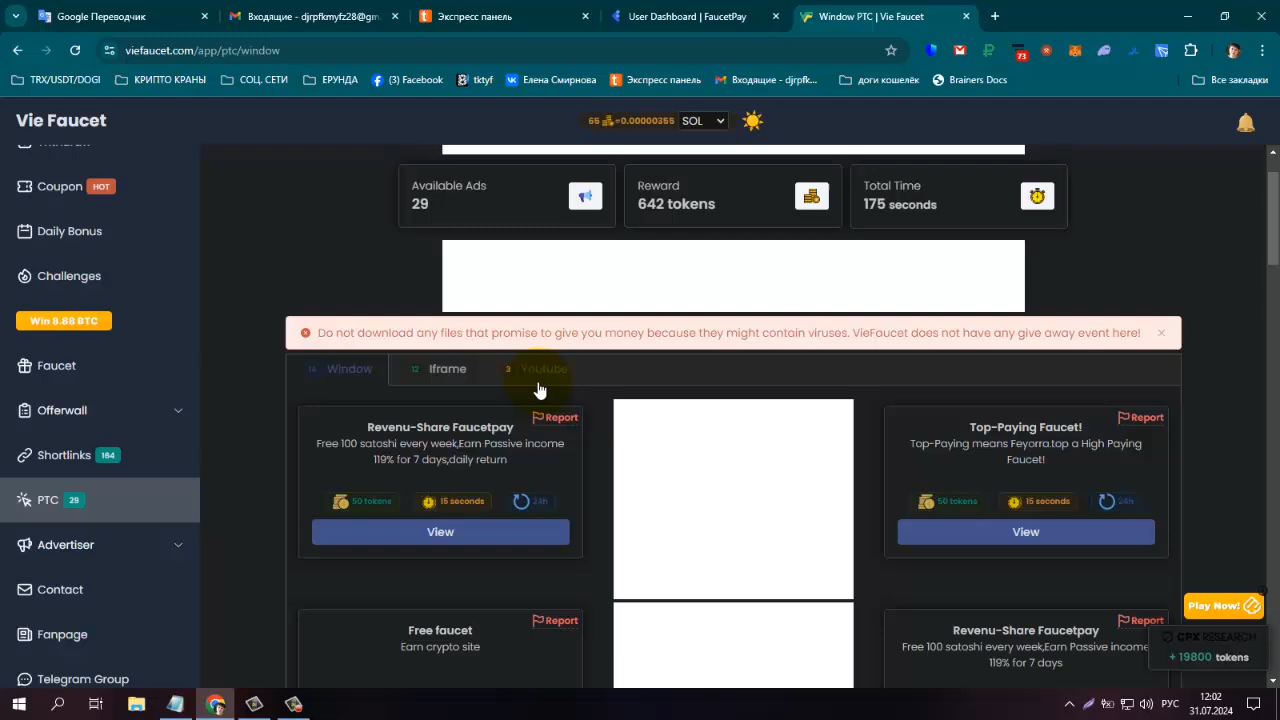 Google Переводчик
Входящие - djrpfkmyfz28@gm
Экспресс панель
User Dashboard | FaucetPay
Window PTC | Vie Faucet
viefaucet.com/app/ptc/window
73
TRX/USDT/DOGI
КРИПТО КРАНЫ
СОЦ. СЕТИ
ЕРУНДА
(3) Facebook
tktyf
Елена Смирнова
Экспресс панель
Входящие - djrpfk...
доги кошелёк
Brainers Docs
Все закладки
Vie Faucet
65 =0.00000355
SOL
Coupon HOT
Daily Bonus
Challenges
Win 8.88 BTC
Faucet
Offerwall
Shortlinks 164
PTC 29
Advertiser
Contact
Fanpage
Telegram Group
Available Ads
29
Reward
642 tokens
Total Time
175 seconds
Do not download any files that promise to give you money because they might contain viruses. VieFaucet does not have any give away event here!
14 Window
12 Iframe
3 Youtube
Report
Revenu-Share Faucetpay
Free 100 satoshi every week,Earn Passive income
119% for 7 days,daily return
50 tokens
15 seconds
24h
View
Report
Top-Paying Faucet!
Top-Paying means Feyorra.top a High Paying
Faucet!
50 tokens
15 seconds
24h
View
Report
Free faucet
Earn crypto site
Report
Revenu-Share Faucetpay
Free 100 satoshi every week,Earn Passive income
119% for 7 days
Play Now!
CPX RESEARCH
+ 19800 tokens
РУС
12:02
31.07.2024